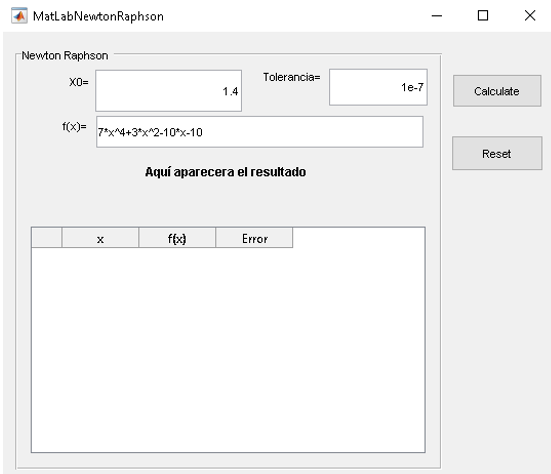 MatLabNewtonRaphson
Newton Raphson
X0= 1.4 Tolerancia= 1e-7
Calculate
f(x)= 7*x^4+3*x^2-10*x-10
Reset
Aquí aparecera el resultado
x f(x) Error